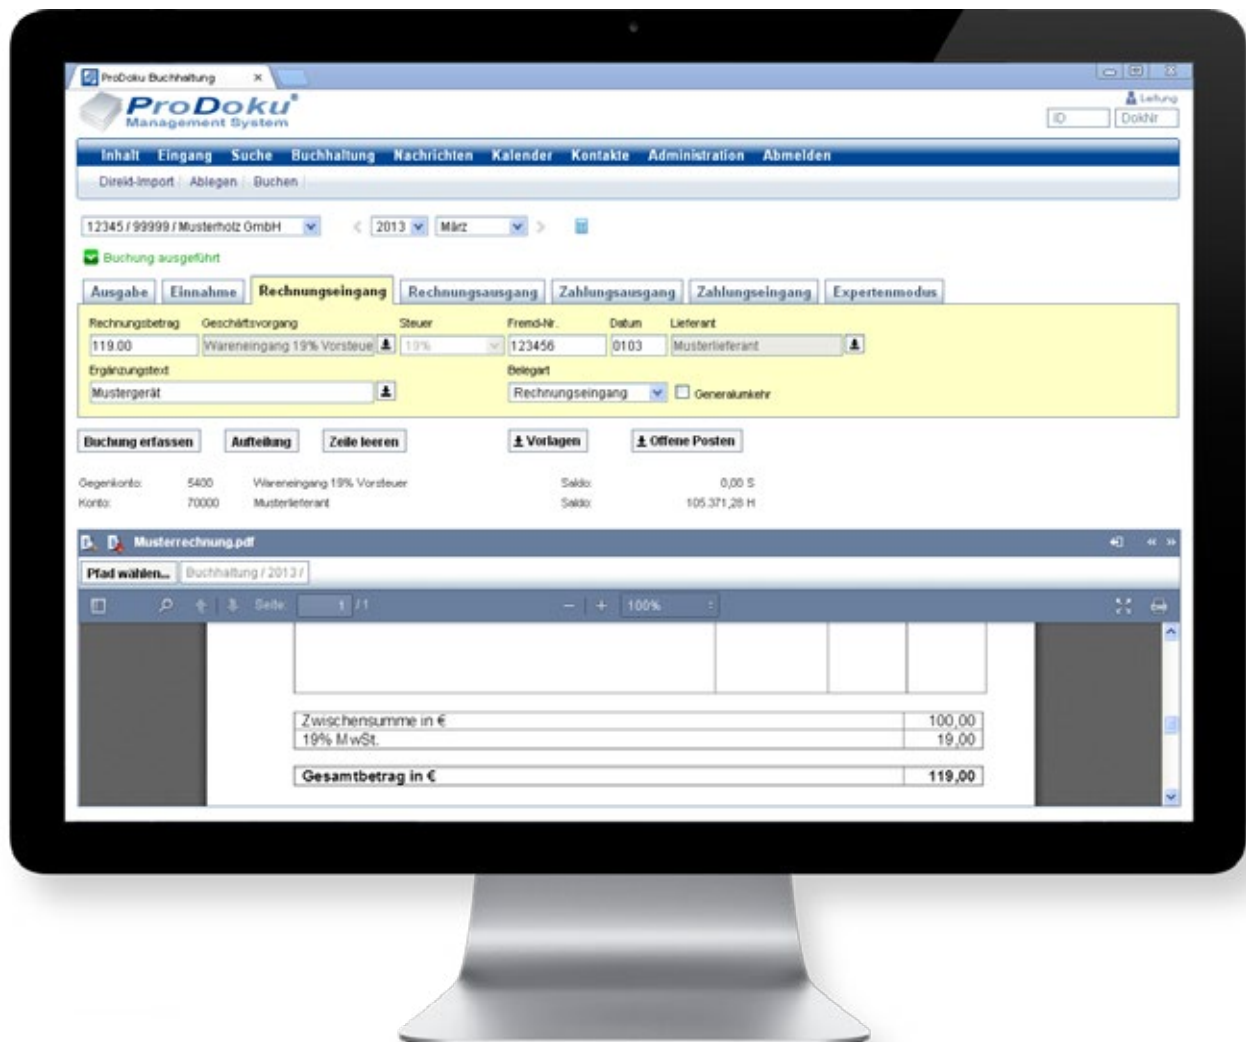 ProDoku Buchhaltung
ProDoku®
Management System
Leitung
ID DokNr
Inhalt Eingang Suche Buchhaltung Nachrichten Kalender Kontakte Administration Abmelden
Direkt-Import Ablegen Buchen
12345 / 99999 / Musterholz GmbH < 2013 März >
Buchung ausgeführt
Ausgabe Einnahme Rechnungseingang Rechnungsausgang Zahlungsausgang Zahlungseingang Expertenmodus
Rechnungsbetrag Geschäftsvorgang Steuer Fremd-Nr. Datum Lieferant
119.00 Wareneingang 19% Vorsteue 19% 123456 0103 Musterlieferant
Ergänzungstext Belegart
Mustergerät Rechnungseingang Generalumkehr
Buchung erfassen Aufteilung Zeile leeren Vorlagen Offene Posten
Gegenkonto: 5400 Wareneingang 19% Vorsteuer Saldo: 0,00 S
Konto: 70000 Musterlieferant Saldo: 105.371,28 H
Musterrechnung.pdf
Pfad wählen... Buchhaltung / 2013 /
Seite: 1 / 1 − + 100%
Zwischensumme in € 100,00
19% MwSt. 19,00
Gesamtbetrag in € 119,00